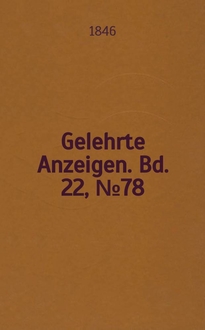 1846
Gelehrte
Anzeigen. Bd.
22, №78